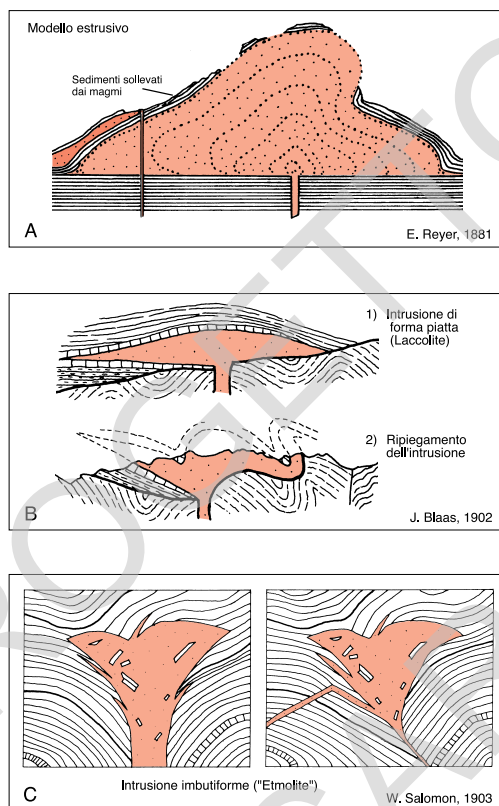 Modello estrusivo
Sedimenti sollevati
dai magmi
A
E. Reyer, 1881
1) Intrusione di
forma piatta
(Laccolite)
2) Ripiegamento
dell'intrusione
B
J. Blaas, 1902
Intrusione imbutiforme ("Etmolite")
C
W. Salomon, 1903